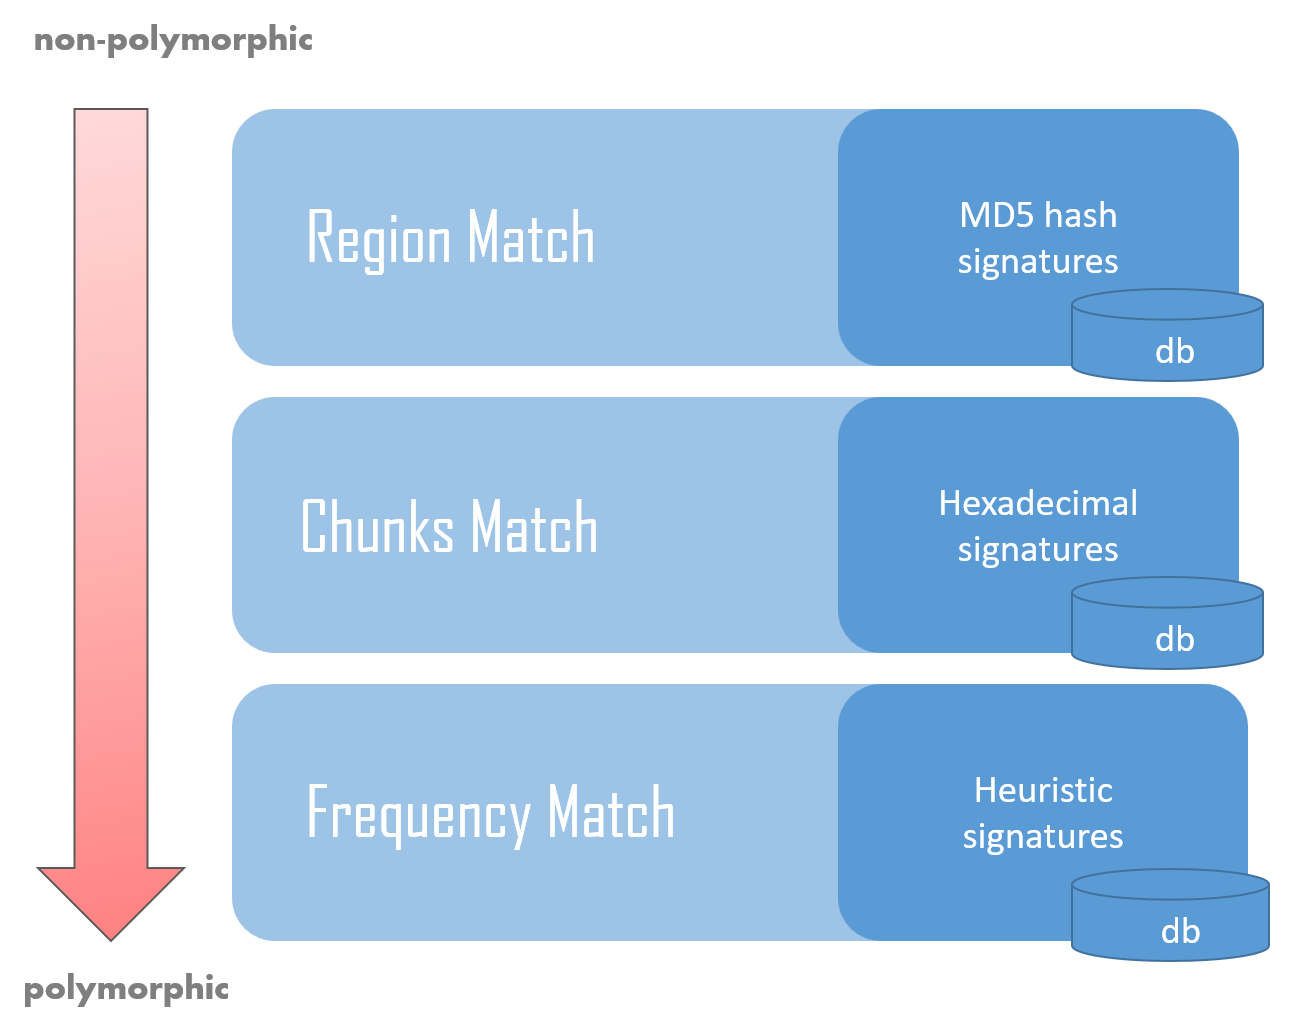 non-polymorphic
Region Match
MD5 hash
signatures
db
Chunks Match
Hexadecimal
signatures
db
Frequency Match
Heuristic
signatures
db
polymorphic